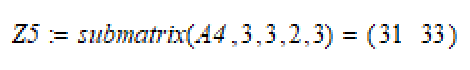 Z5 := submatrix(A4 ,3,3,2,3) = (31 33)